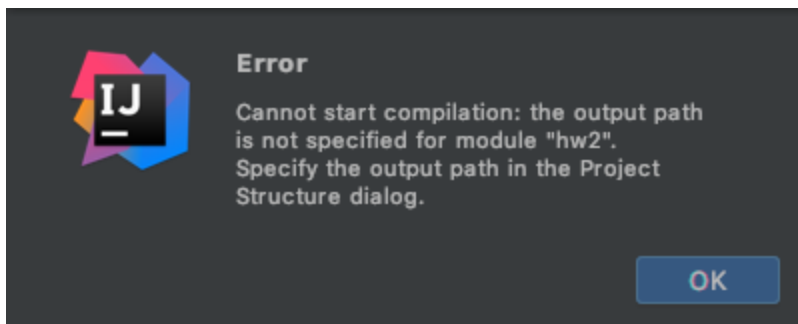 IJ
Error
Cannot start compilation: the output path
is not specified for module "hw2".
Specify the output path in the Project
Structure dialog.
OK